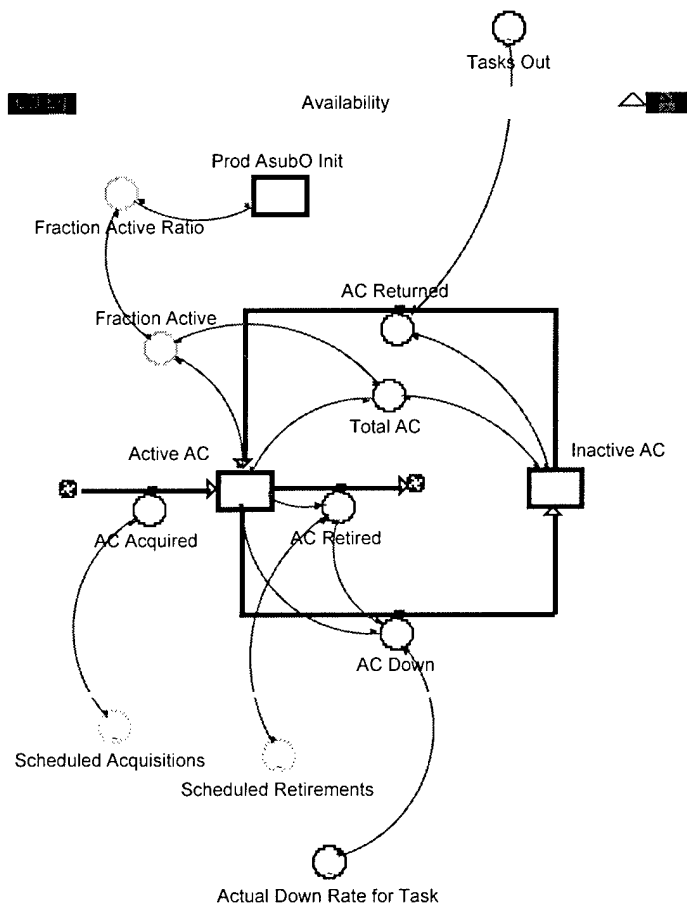 Tasks Out
Availability
Prod AsubO Init
Fraction Active Ratio
AC Returned
Fraction Active
Total AC
Active AC
Inactive AC
AC Acquired
AC Retired
AC Down
Scheduled Acquisitions
Scheduled Retirements
Actual Down Rate for Task